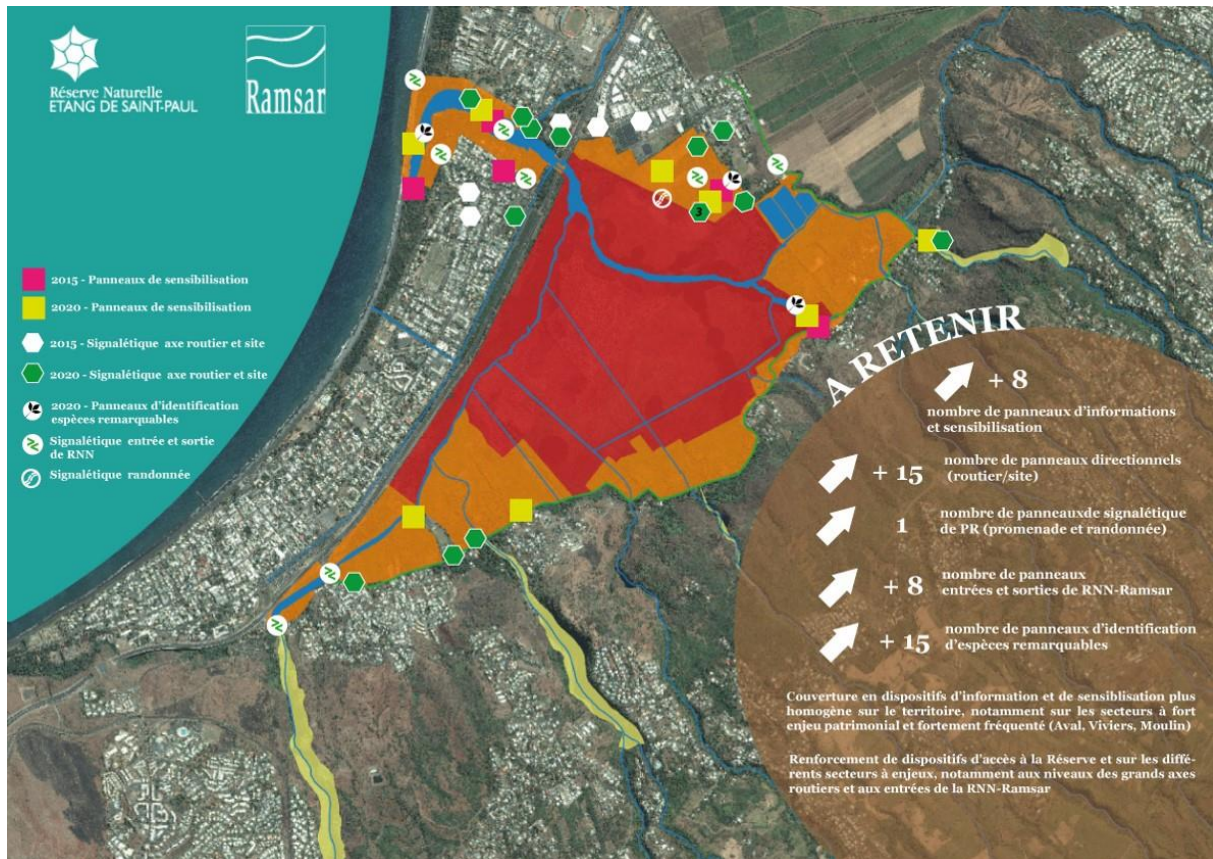 Réserve Naturelle
ETANG DE SAINT-PAUL
Ramsar
2015 - Panneaux de sensibilisation
2020 - Panneaux de sensibilisation
2015 - Signalétique axe routier et site
2020 - Signalétique axe routier et site
2020 - Panneaux d'identification
espèces remarquables
Signalétique entrée et sortie
de RNN
Signalétique randonnée
3
A RETENIR
+ 8
nombre de panneaux d'informations
et sensibilisation
+ 15
nombre de panneaux directionnels
(routier/site)
1
nombre de panneauxde signalétique
de PR (promenade et randonnée)
+ 8
nombre de panneaux
entrées et sorties de RNN-Ramsar
+ 15
nombre de panneaux d'identification
d'espèces remarquables
Couverture en dispositifs d'information et de sensiblisation plus
homogène sur le territoire, notamment sur les secteurs à fort
enjeu patrimonial et fortement fréquenté (Aval, Viviers, Moulin)
Renforcement de dispositifs d'accès à la Réserve et sur les diffé-
rents secteurs à enjeux, notamment aux niveaux des grands axes
routiers et aux entrées de la RNN-Ramsar